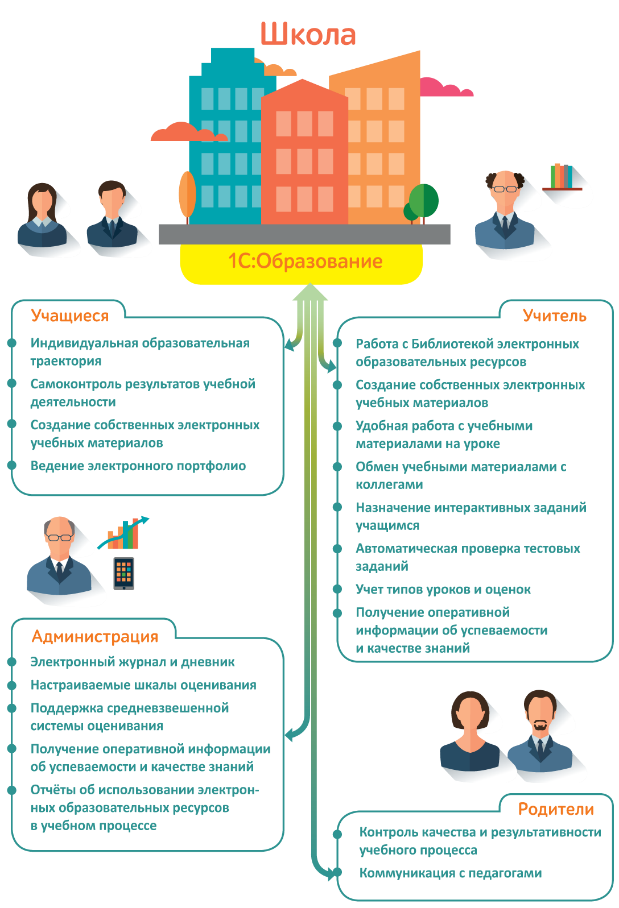 Школа
1С:Образование
Учащиеся
Индивидуальная образовательная
траектория
Самоконтроль результатов учебной
деятельности
Создание собственных электронных
учебных материалов
Ведение электронного портфолио
Учитель
Работа с Библиотекой электронных
образовательных ресурсов
Создание собственных электронных
учебных материалов
Удобная работа с учебными
материалами на уроке
Обмен учебными материалами с
коллегами
Назначение интерактивных заданий
учащимся
Автоматическая проверка тестовых
заданий
Учет типов уроков и оценок
Получение оперативной
информации об успеваемости
и качестве знаний
Администрация
Электронный журнал и дневник
Настраиваемые шкалы оценивания
Поддержка средневзвешенной
системы оценивания
Получение оперативной информации
об успеваемости и качестве знаний
Отчёты об использовании электрон-
ных образовательных ресурсов
в учебном процессе
Родители
Контроль качества и результативности
учебного процесса
Коммуникация с педагогами